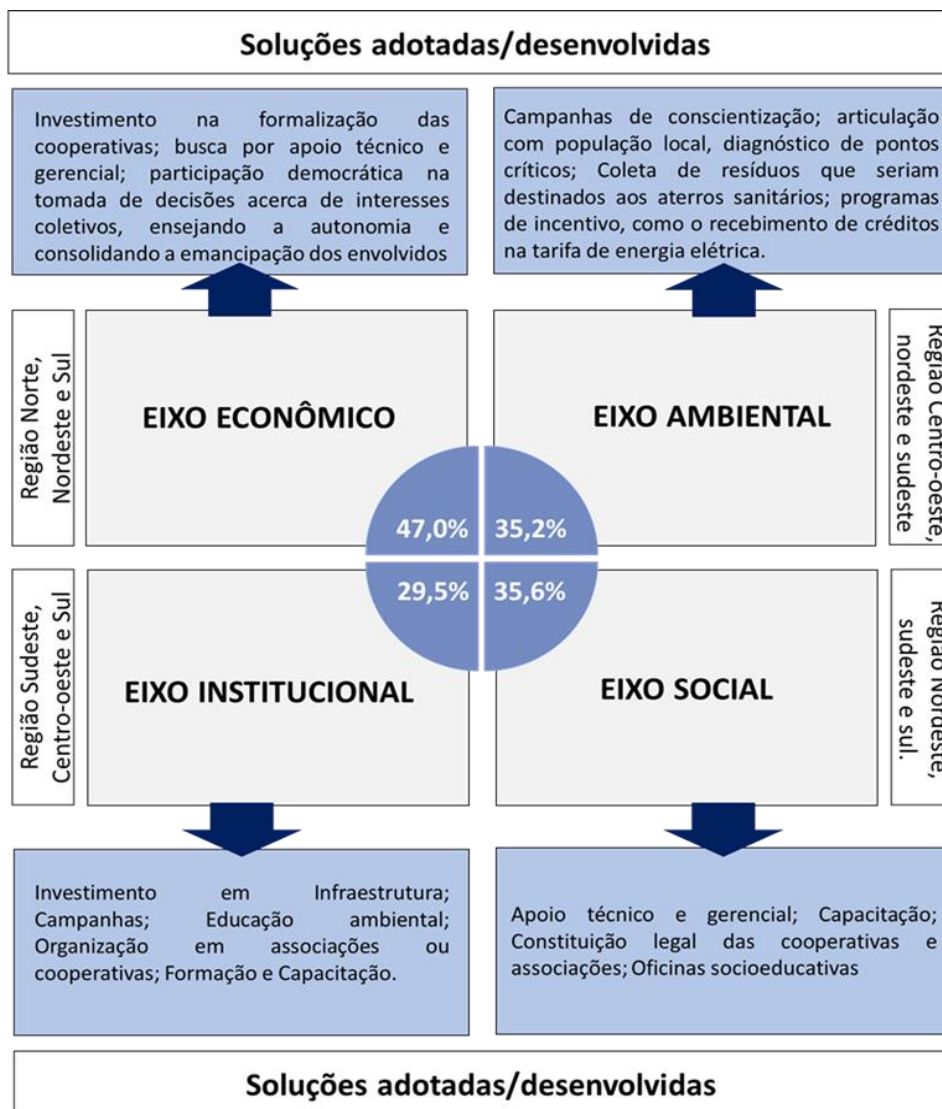 Soluções adotadas/desenvolvidas
Investimento na formalização das
cooperativas; busca por apoio técnico e
gerencial; participação democrática na
tomada de decisões acerca de interesses
coletivos, ensejando a autonomia e
consolidando a emancipação dos envolvidos
Campanhas de conscientização; articulação
com população local, diagnóstico de pontos
críticos; Coleta de resíduos que seriam
destinados aos aterros sanitários; programas
de incentivo, como o recebimento de créditos
na tarifa de energia elétrica.
Região Norte,
Nordeste e Sul
EIXO ECONÔMICO
EIXO AMBIENTAL
Região Centro-oeste,
nordeste e sudeste
47,0%
35,2%
29,5%
35,6%
Região Sudeste,
Centro-oeste e Sul
EIXO INSTITUCIONAL
EIXO SOCIAL
Região Nordeste,
sudeste e sul.
Investimento em Infraestrutura;
Campanhas; Educação ambiental;
Organização em associações ou
cooperativas; Formação e Capacitação.
Apoio técnico e gerencial; Capacitação;
Constituição legal das cooperativas e
associações; Oficinas socioeducativas
Soluções adotadas/desenvolvidas